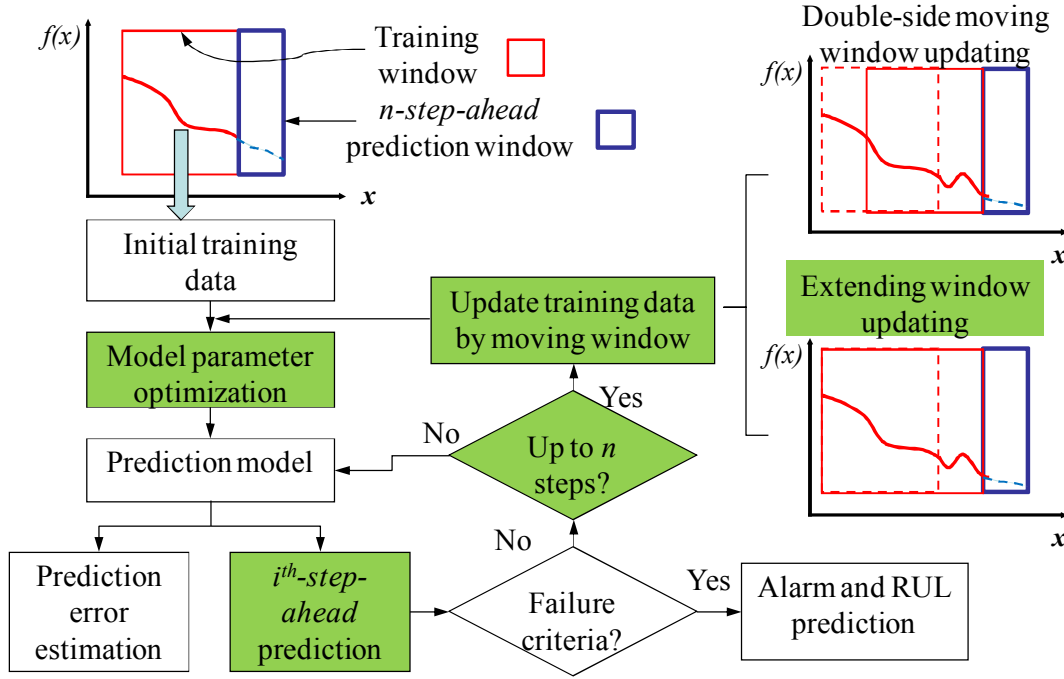 f(x)
Training
window
n-step-ahead
prediction window
x
Double-side moving
window updating
f(x)
x
Initial training
data
Update training data
by moving window
Extending window
updating
f(x)
x
Model parameter
optimization
Yes
No
Up to n
steps?
Prediction model
No
Prediction
error
estimation
ith-step-
ahead
prediction
Failure
criteria?
Yes
Alarm and RUL
prediction